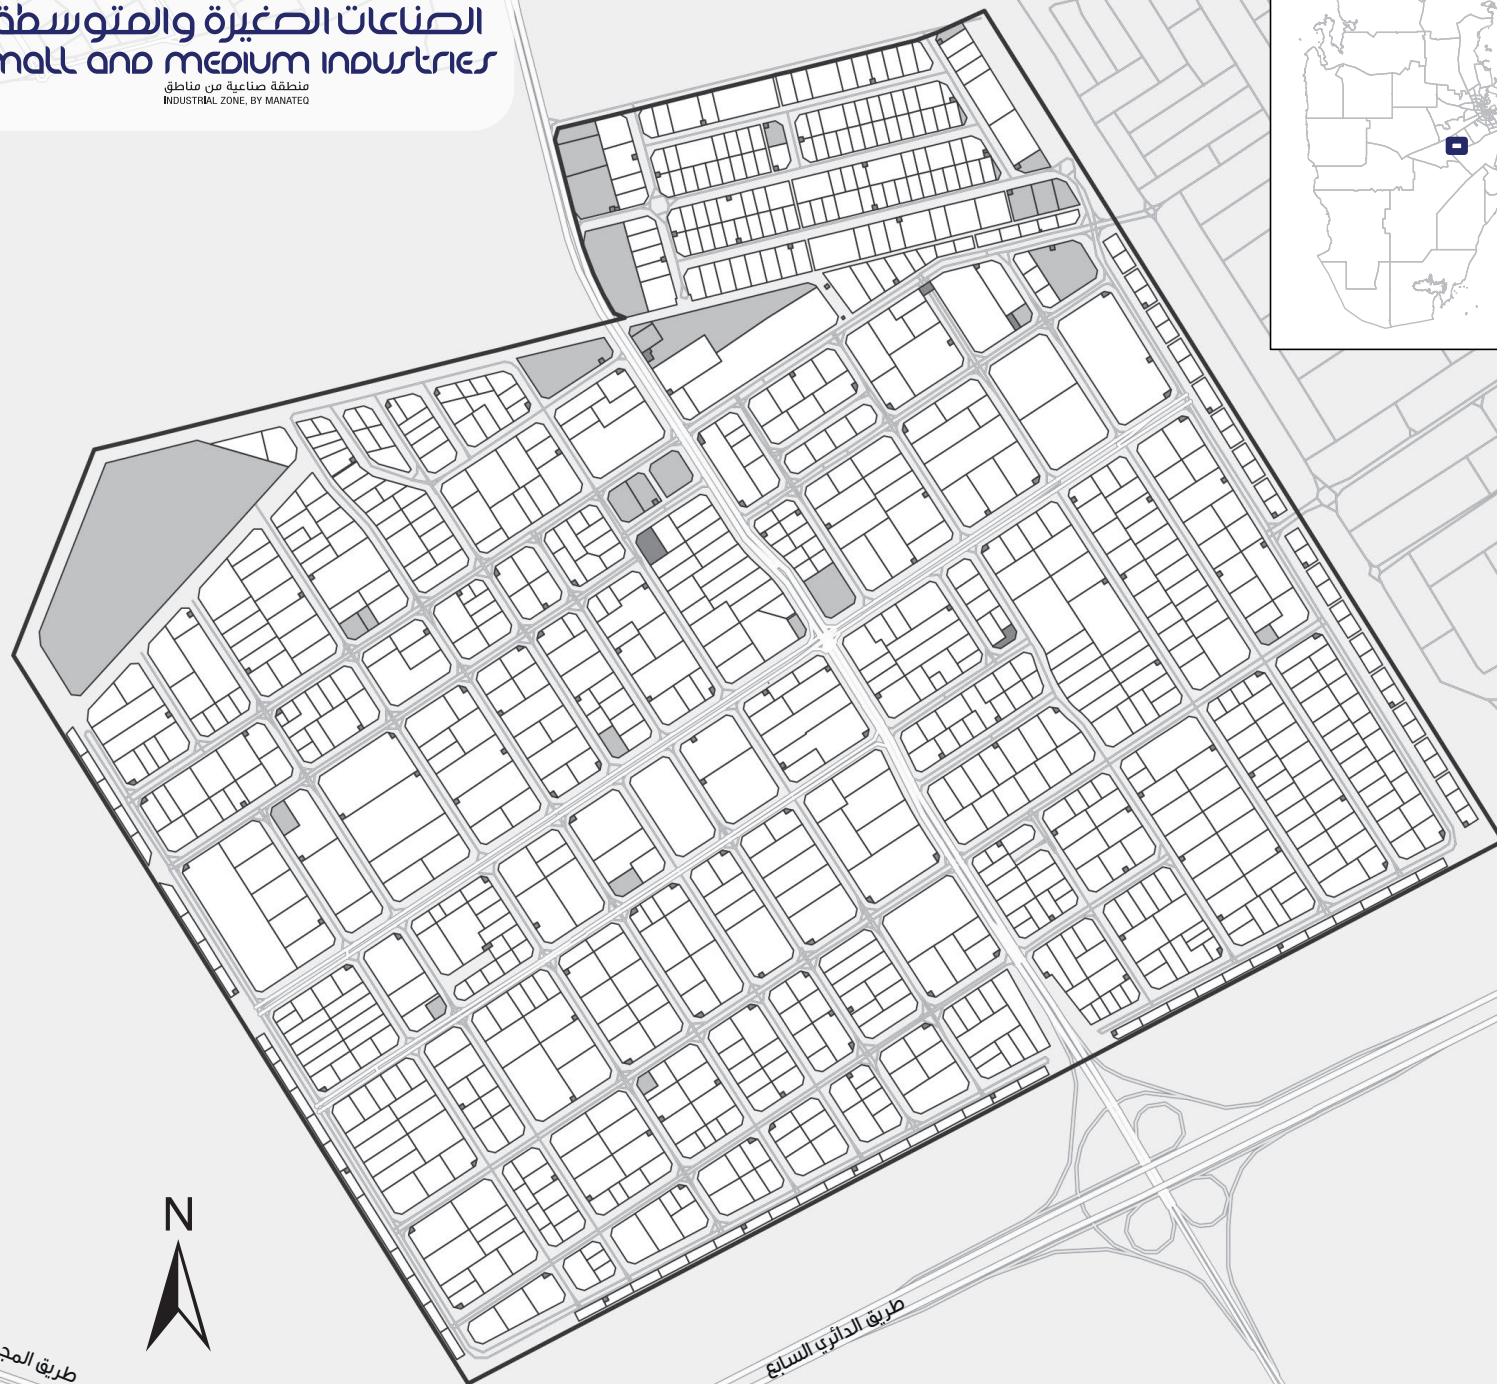 الصناعات الصغيرة والمتوسطة
mall and medium industries
منطقة صناعية من مناطق
INDUSTRIAL ZONE, BY MANATEQ
N
طريق الدائري السابع
طريق المج